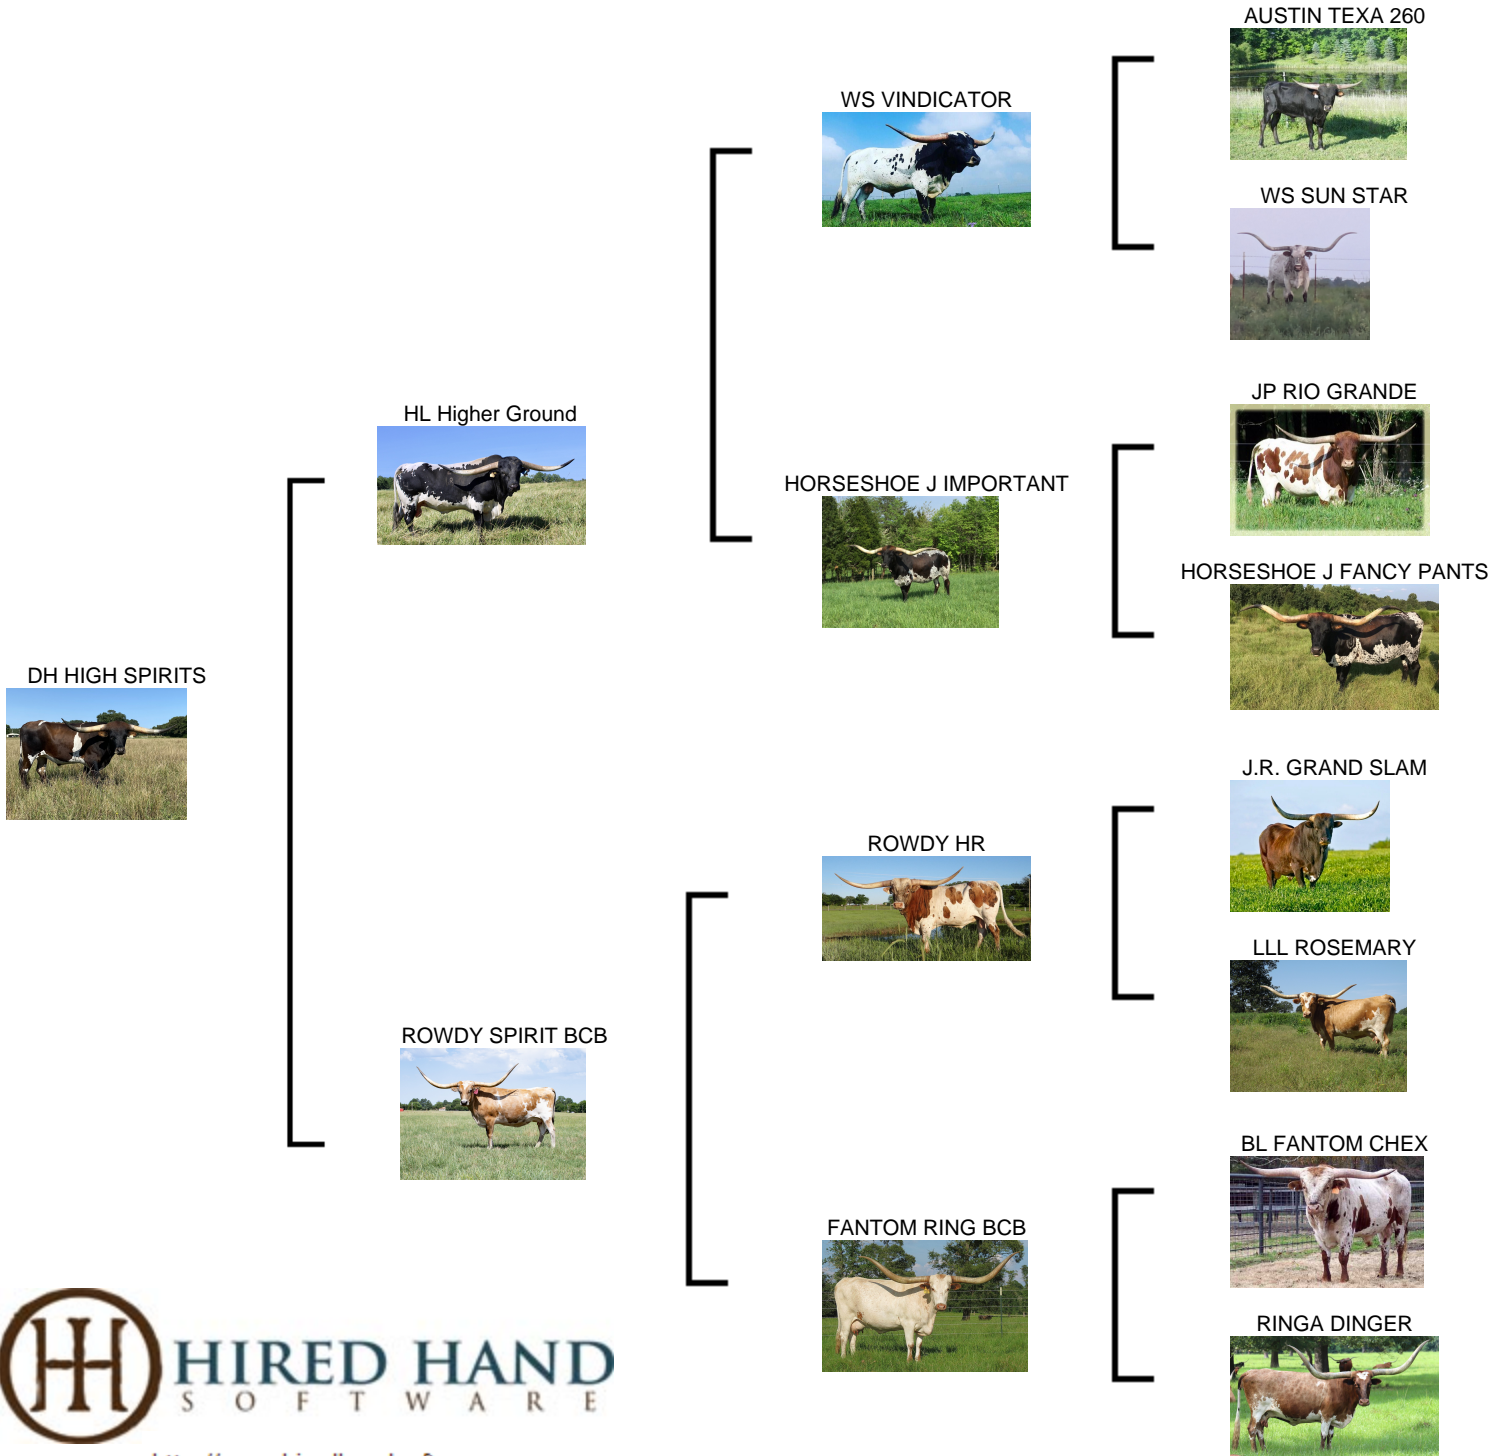 AUSTIN TEXA 260
WS VINDICATOR
WS SUN STAR
JP RIO GRANDE
HL Higher Ground
HORSESHOE J IMPORTANT
HORSESHOE J FANCY PANTS
DH HIGH SPIRITS
J.R. GRAND SLAM
ROWDY HR
LLL ROSEMARY
ROWDY SPIRIT BCB
BL FANTOM CHEX
FANTOM RING BCB
RINGA DINGER
HIRED HAND
SOFTWARE